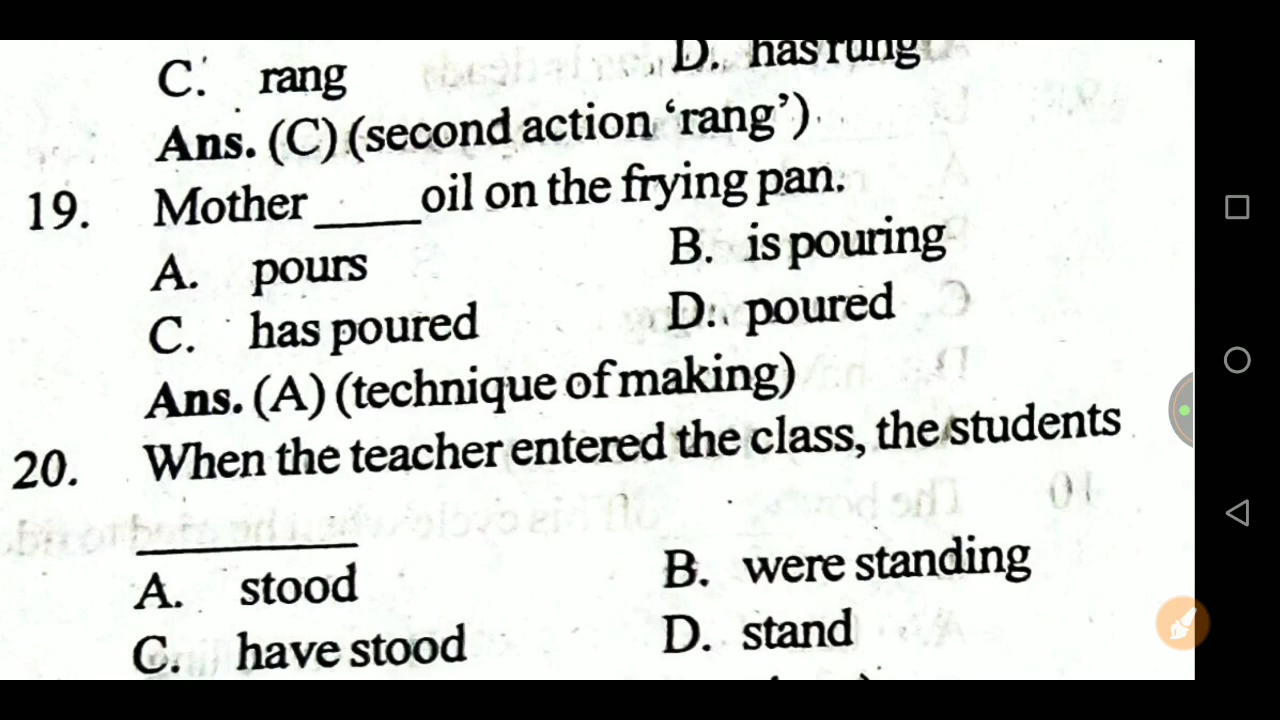 C. rang D. has rung
Ans. (C) (second action ‘rang’)
19. Mother ____ oil on the frying pan.
A. pours B. is pouring
C. has poured D. poured
Ans. (A) (technique of making)
20. When the teacher entered the class, the students
__________
A. stood B. were standing
C. have stood D. stand